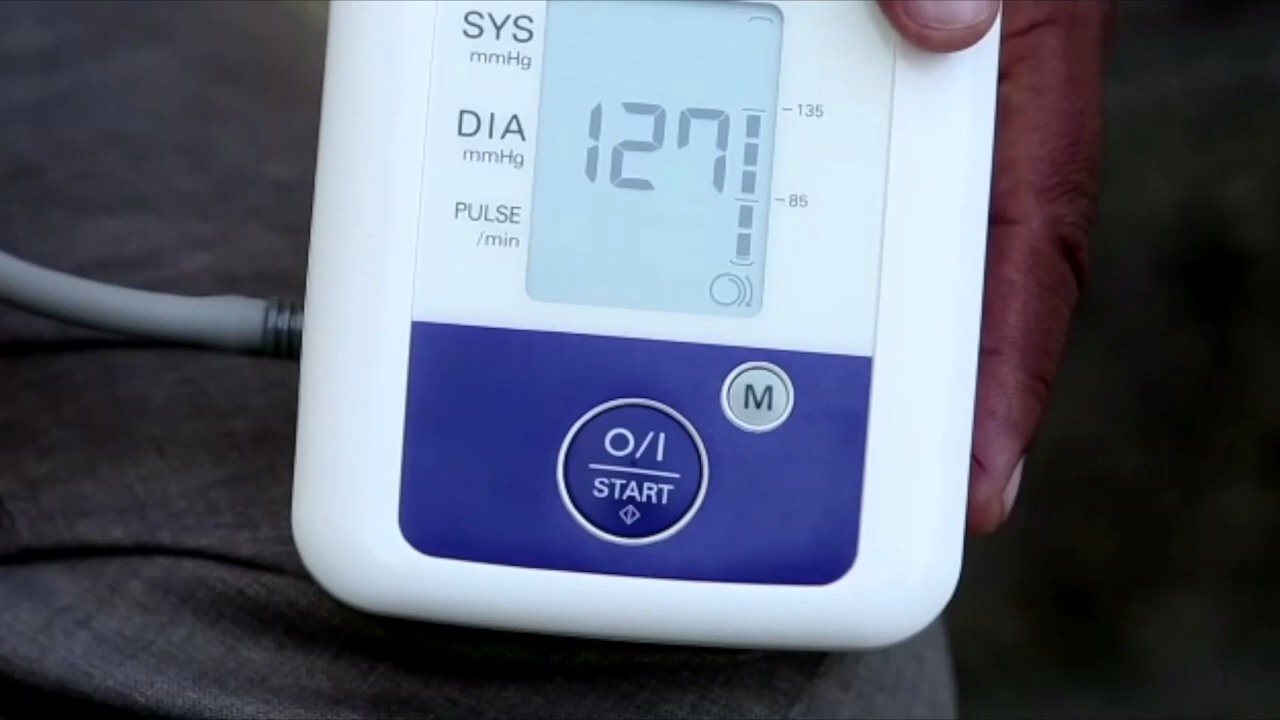 SYS
mmHg
DIA
mmHg
127
-135
-85
PULSE
/min
M
O/I
START